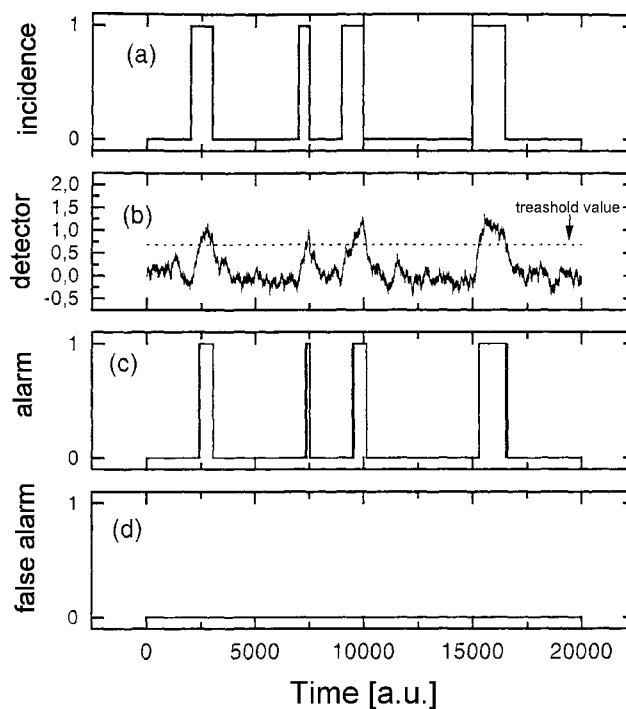 incidence
1
0
(a)
detector
2,0
1,5
1,0
0,5
0,0
-0,5
(b)
treashold value
alarm
1
0
(c)
false alarm
1
0
(d)
0 5000 10000 15000 20000
Time [a.u.]